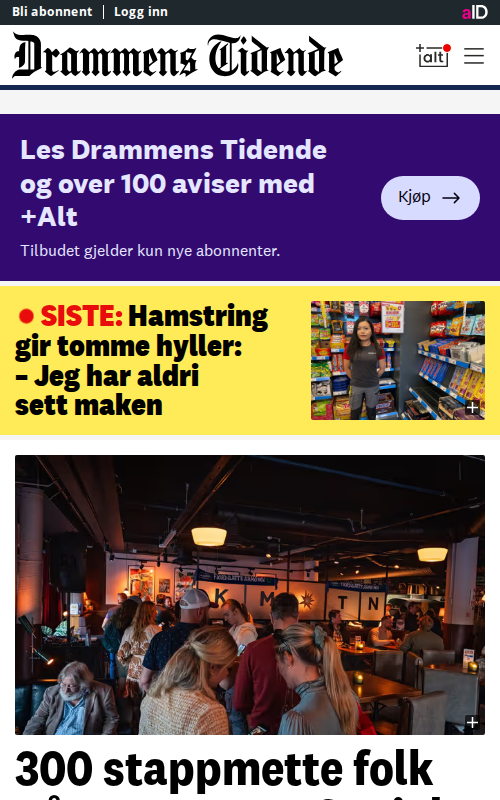 Bli abonnent | Logg inn
aID
Drammens Tidende
+alt
Les Drammens Tidende
og over 100 aviser med
+Alt
Kjøp →
Tilbudet gjelder kun nye abonnenter.
SISTE: Hamstring
gir tomme hyller:
– Jeg har aldri
sett maken
300 stappmette folk